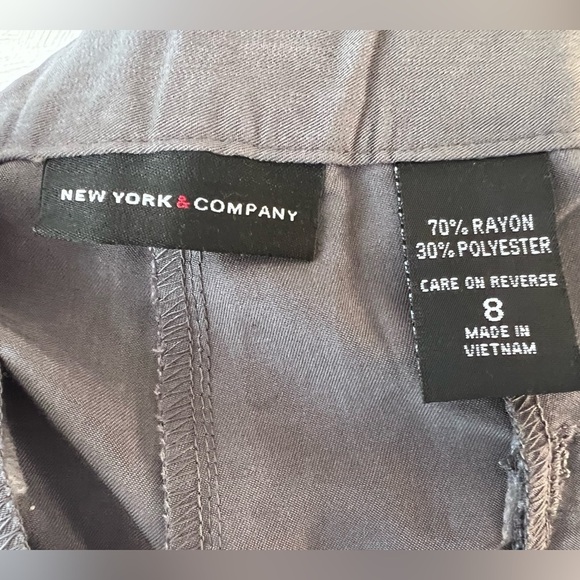 NEW YORK & COMPANY
70% RAYON
30% POLYESTER
CARE ON REVERSE
8
MADE IN
VIETNAM